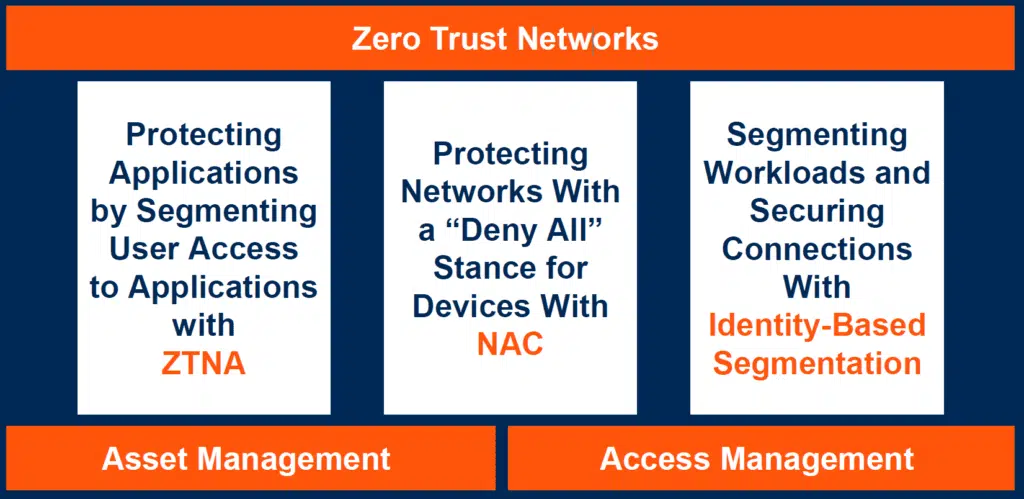 Zero Trust Networks
Protecting
Applications
by Segmenting
User Access
to Applications
with
ZTNA
Protecting
Networks With
a “Deny All”
Stance for
Devices With
NAC
Segmenting
Workloads and
Securing
Connections
With
Identity-Based
Segmentation
Asset Management
Access Management